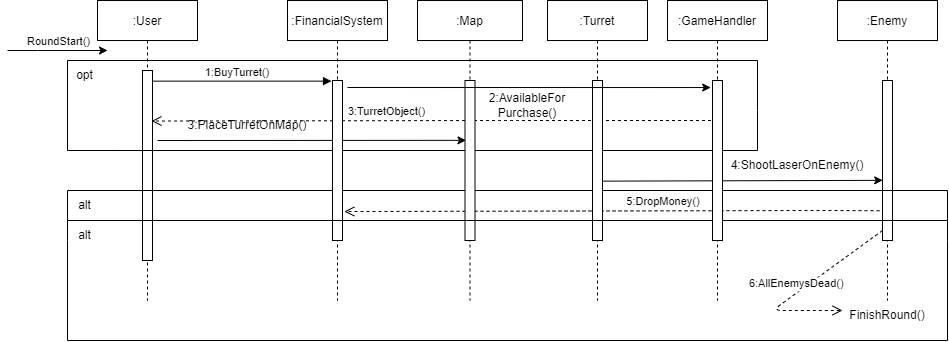 :User
:FinancialSystem
:Map
:Turret
:GameHandler
:Enemy
RoundStart()
opt
1:BuyTurret()
2:AvailableFor
Purchase()
3:TurretObject()
3:PlaceTurretOnMap()
4:ShootLaserOnEnemy()
alt
5:DropMoney()
alt
6:AllEnemysDead()
FinishRound()